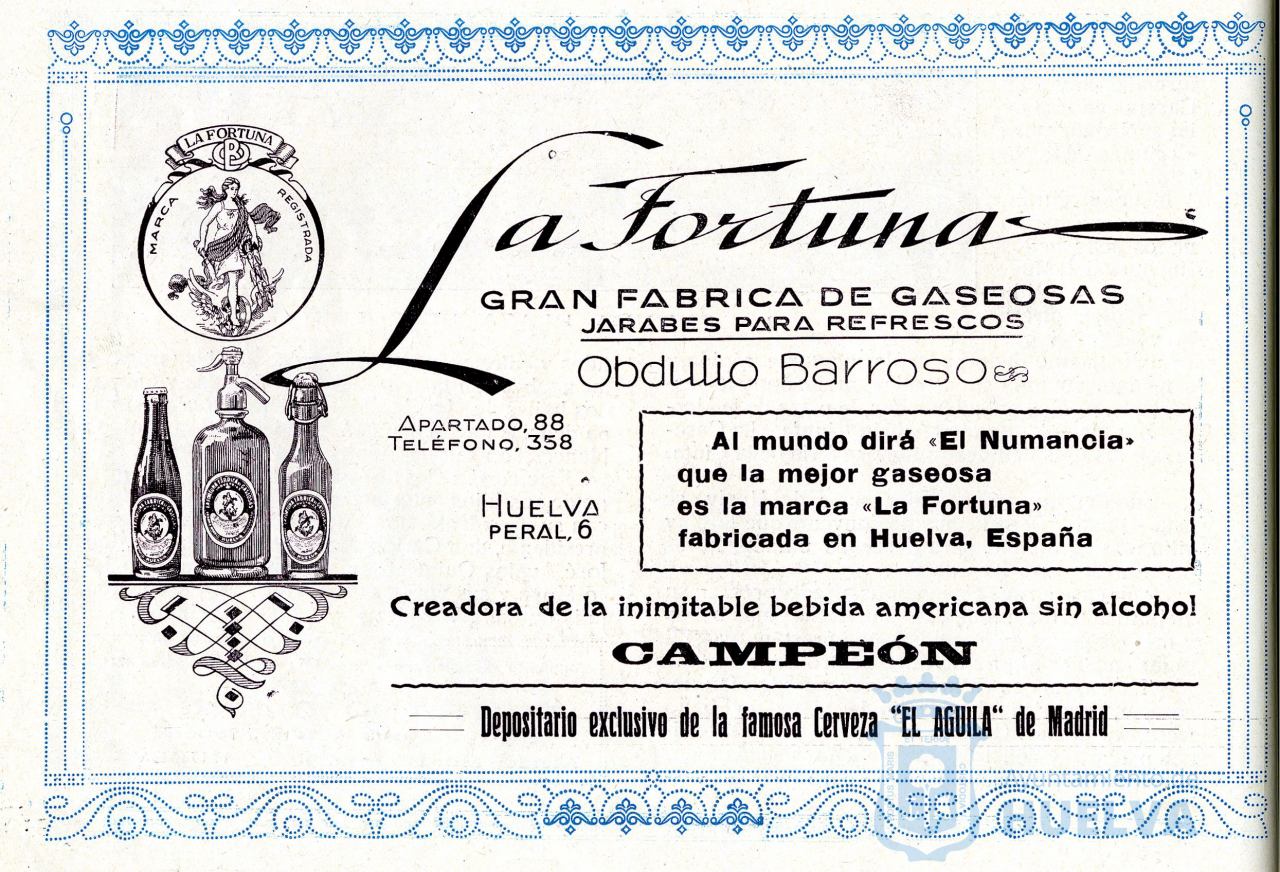 LA FORTUNA
MARCA
REGISTRADA
La Fortuna
GRAN FABRICA DE GASEOSAS
JARABES PARA REFRESCOS
Obdulio Barroso
APARTADO, 88
TELÉFONO, 358
HUELVA
PERAL, 6
Al mundo dirá «El Numancia»
que la mejor gaseosa
es la marca «La Fortuna»
fabricada en Huelva, España
Creadora de la inimitable bebida americana sin alcohol
CAMPEÓN
Depositario exclusivo de la famosa Cerveza "EL AGUILA" de Madrid
Ayuntamiento de
HUELVA